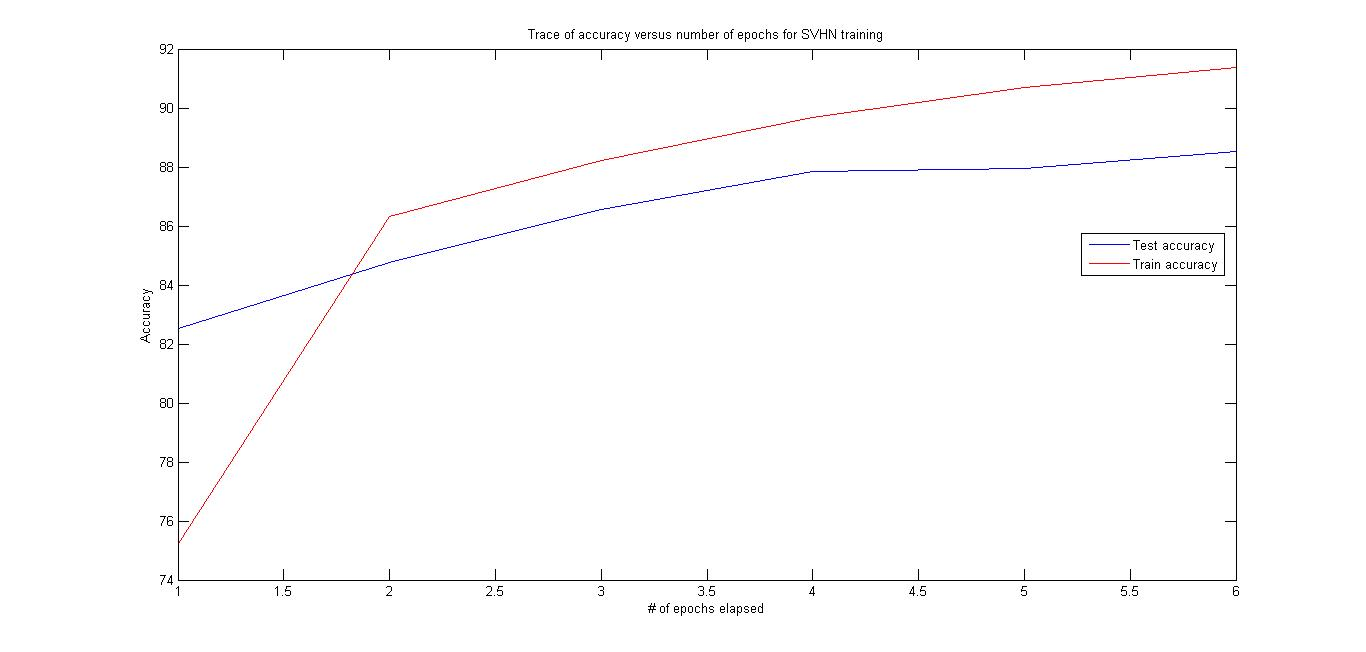 Trace of accuracy versus number of epochs for SVHN training
92
90
88
86
84
82
80
78
76
74
Accuracy
Test accuracy
Train accuracy
1 1.5 2 2.5 3 3.5 4 4.5 5 5.5 6
# of epochs elapsed